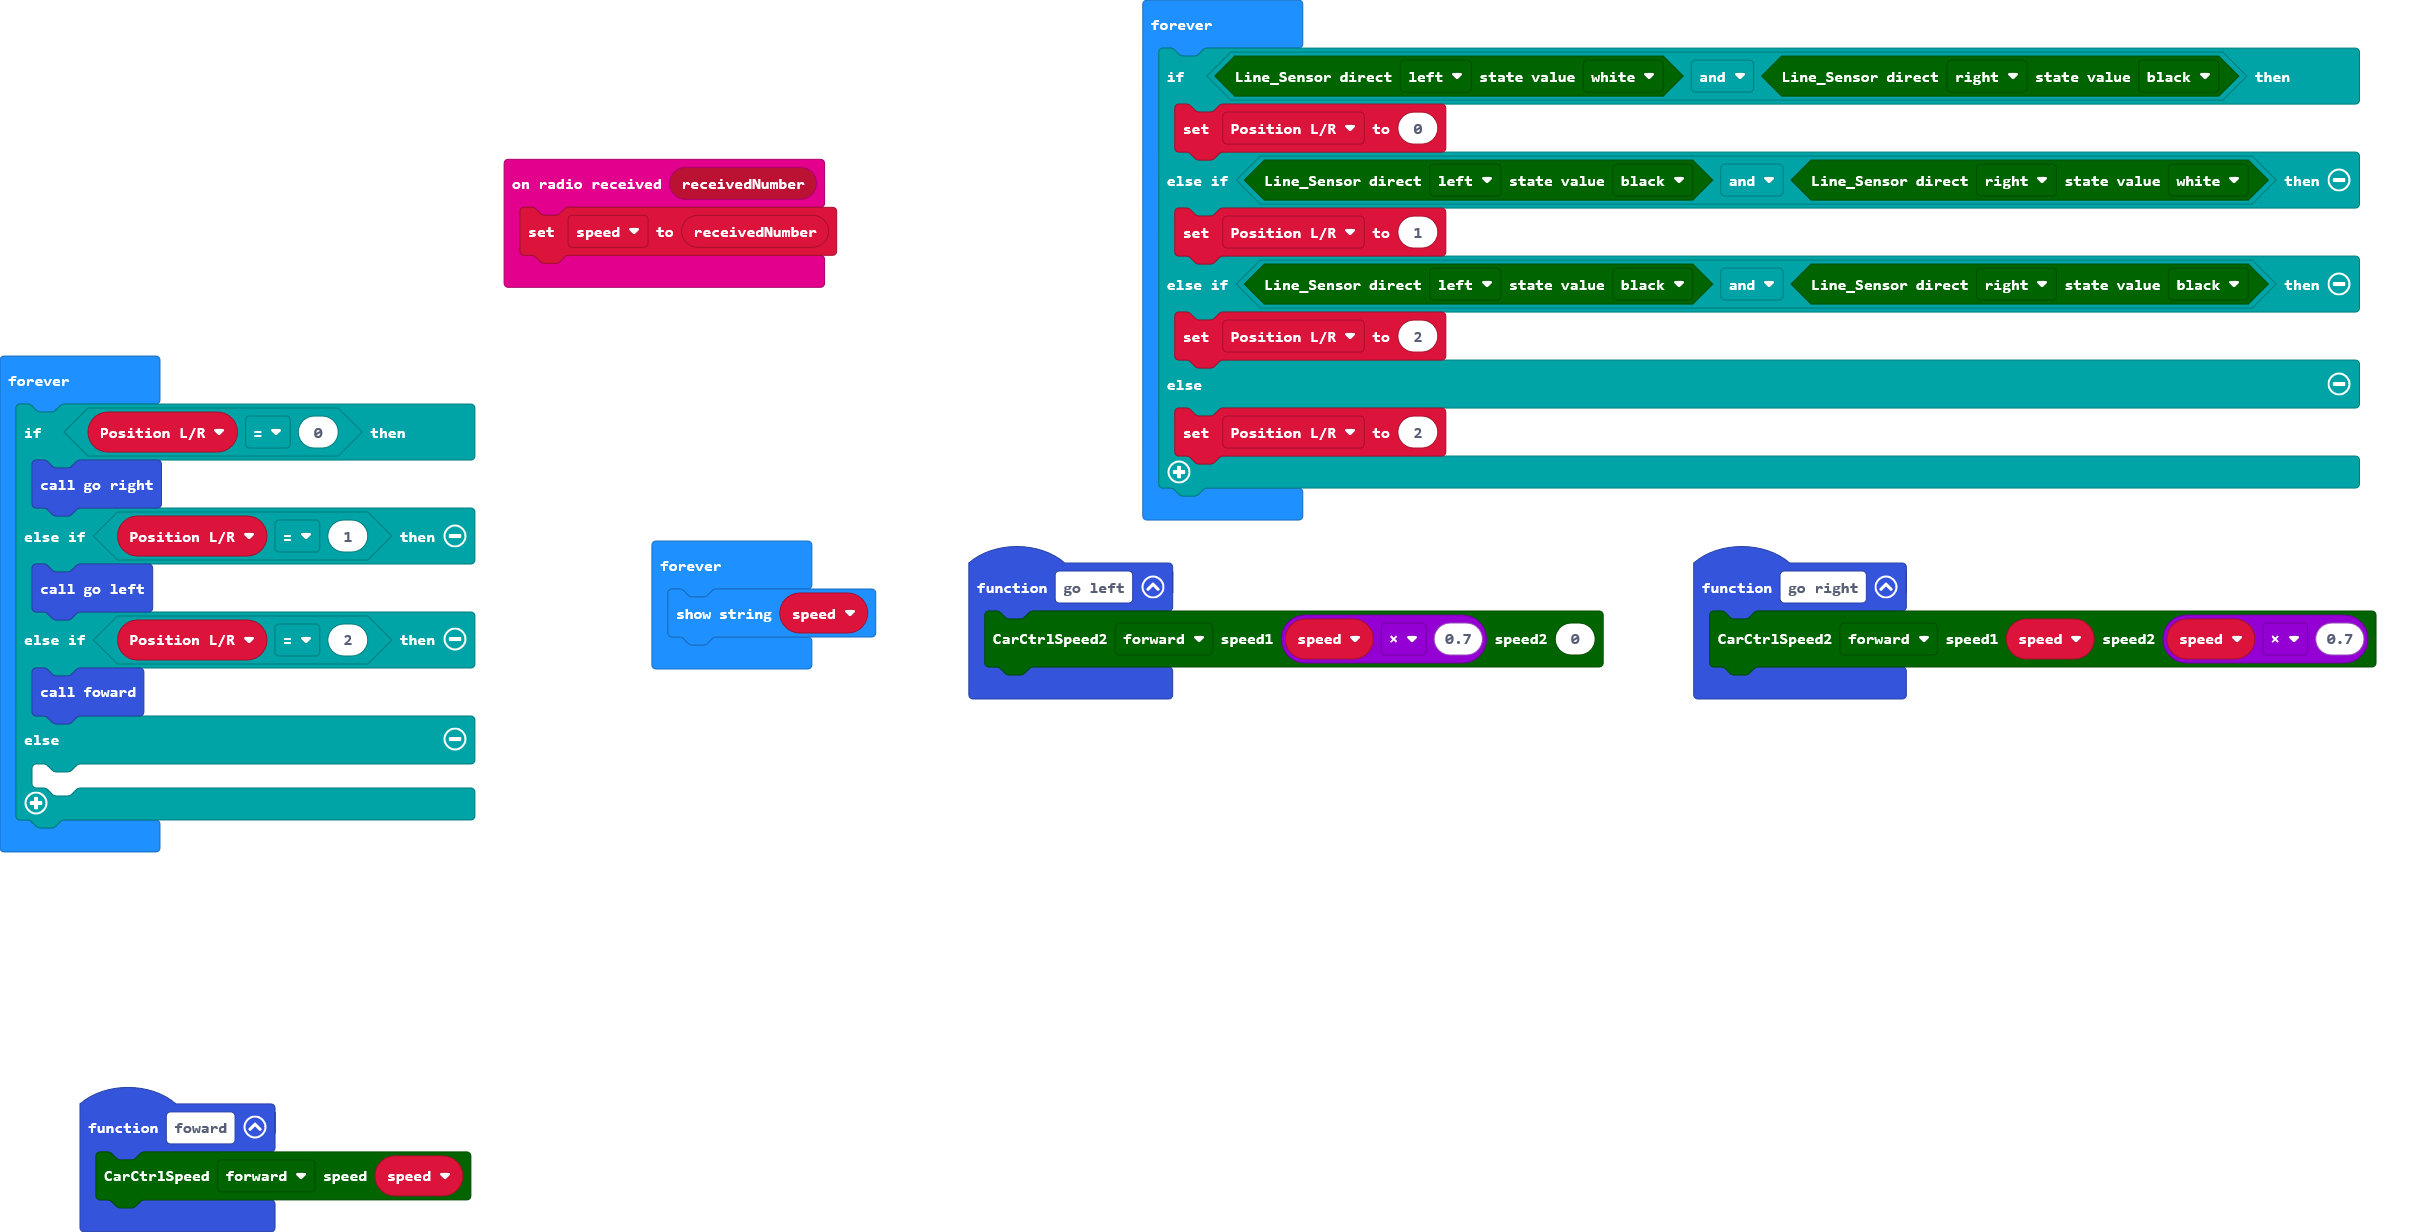 forever
if Line_Sensor direct left state value white and Line_Sensor direct right state value black then
set Position L/R to 0
else if Line_Sensor direct left state value black and Line_Sensor direct right state value white then
set Position L/R to 1
else if Line_Sensor direct left state value black and Line_Sensor direct right state value black then
set Position L/R to 2
else
set Position L/R to 2
on radio received receivedNumber
set speed to receivedNumber
forever
if Position L/R = 0 then
call go right
else if Position L/R = 1 then
call go left
else if Position L/R = 2 then
call foward
else
forever
show string speed
function go left
CarCtrlSpeed2 forward speed1 speed × 0.7 speed2 0
function go right
CarCtrlSpeed2 forward speed1 speed speed2 speed × 0.7
function foward
CarCtrlSpeed forward speed speed